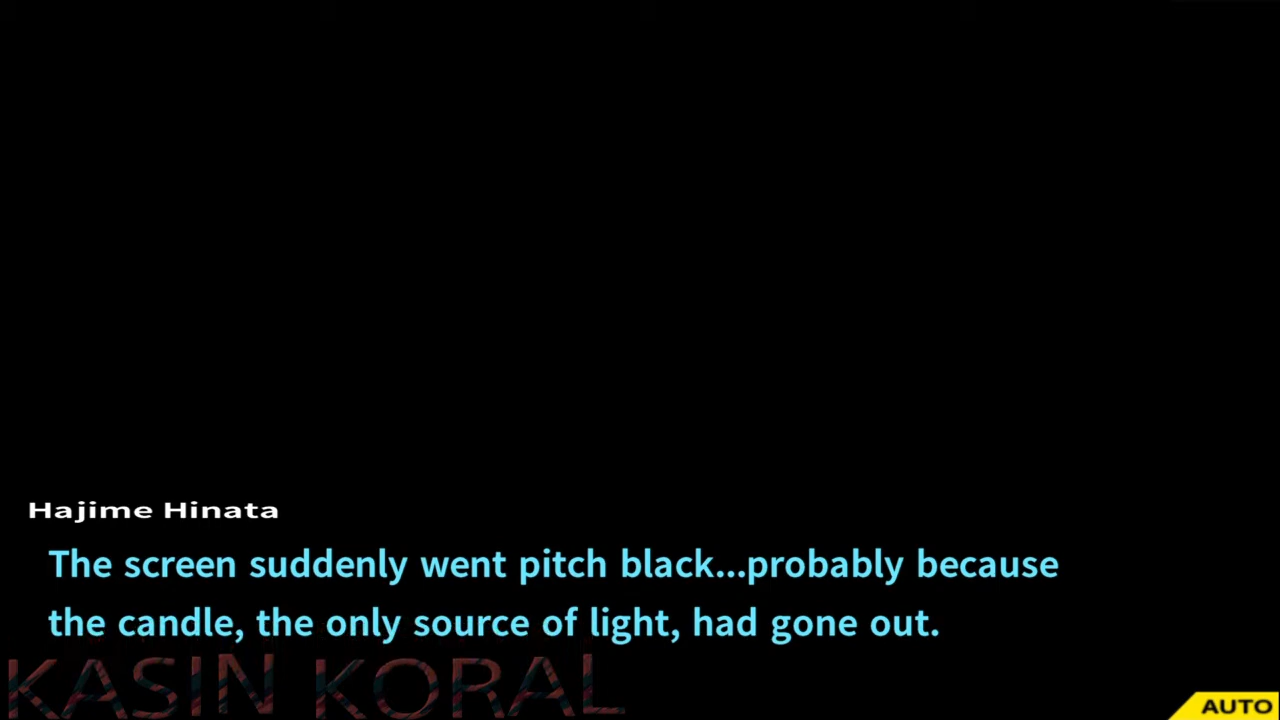 Hajime Hinata
The screen suddenly went pitch black...probably because
the candle, the only source of light, had gone out.
KASIN KORAL
AUTO